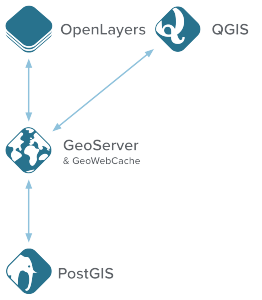 OpenLayers
QGIS
GeoServer
& GeoWebCache
PostGIS